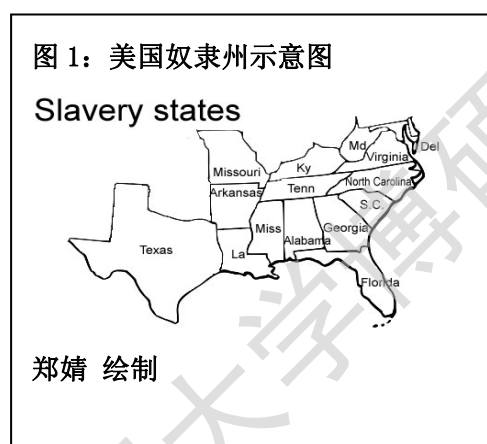 图 1：美国奴隶州示意图
Slavery states
Md
Del
Virginia
Ky
Missouri
North Carolina
Tenn
Arkansas
S.C.
Miss
Georgia
Alabama
Texas
La
Florida
郑婧 绘制